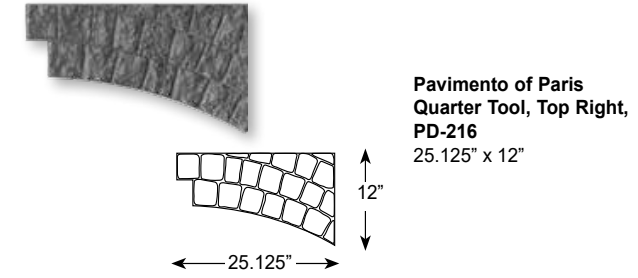 Pavimento of Paris
Quarter Tool, Top Right,
PD-216
25.125” x 12”
12”
25.125”